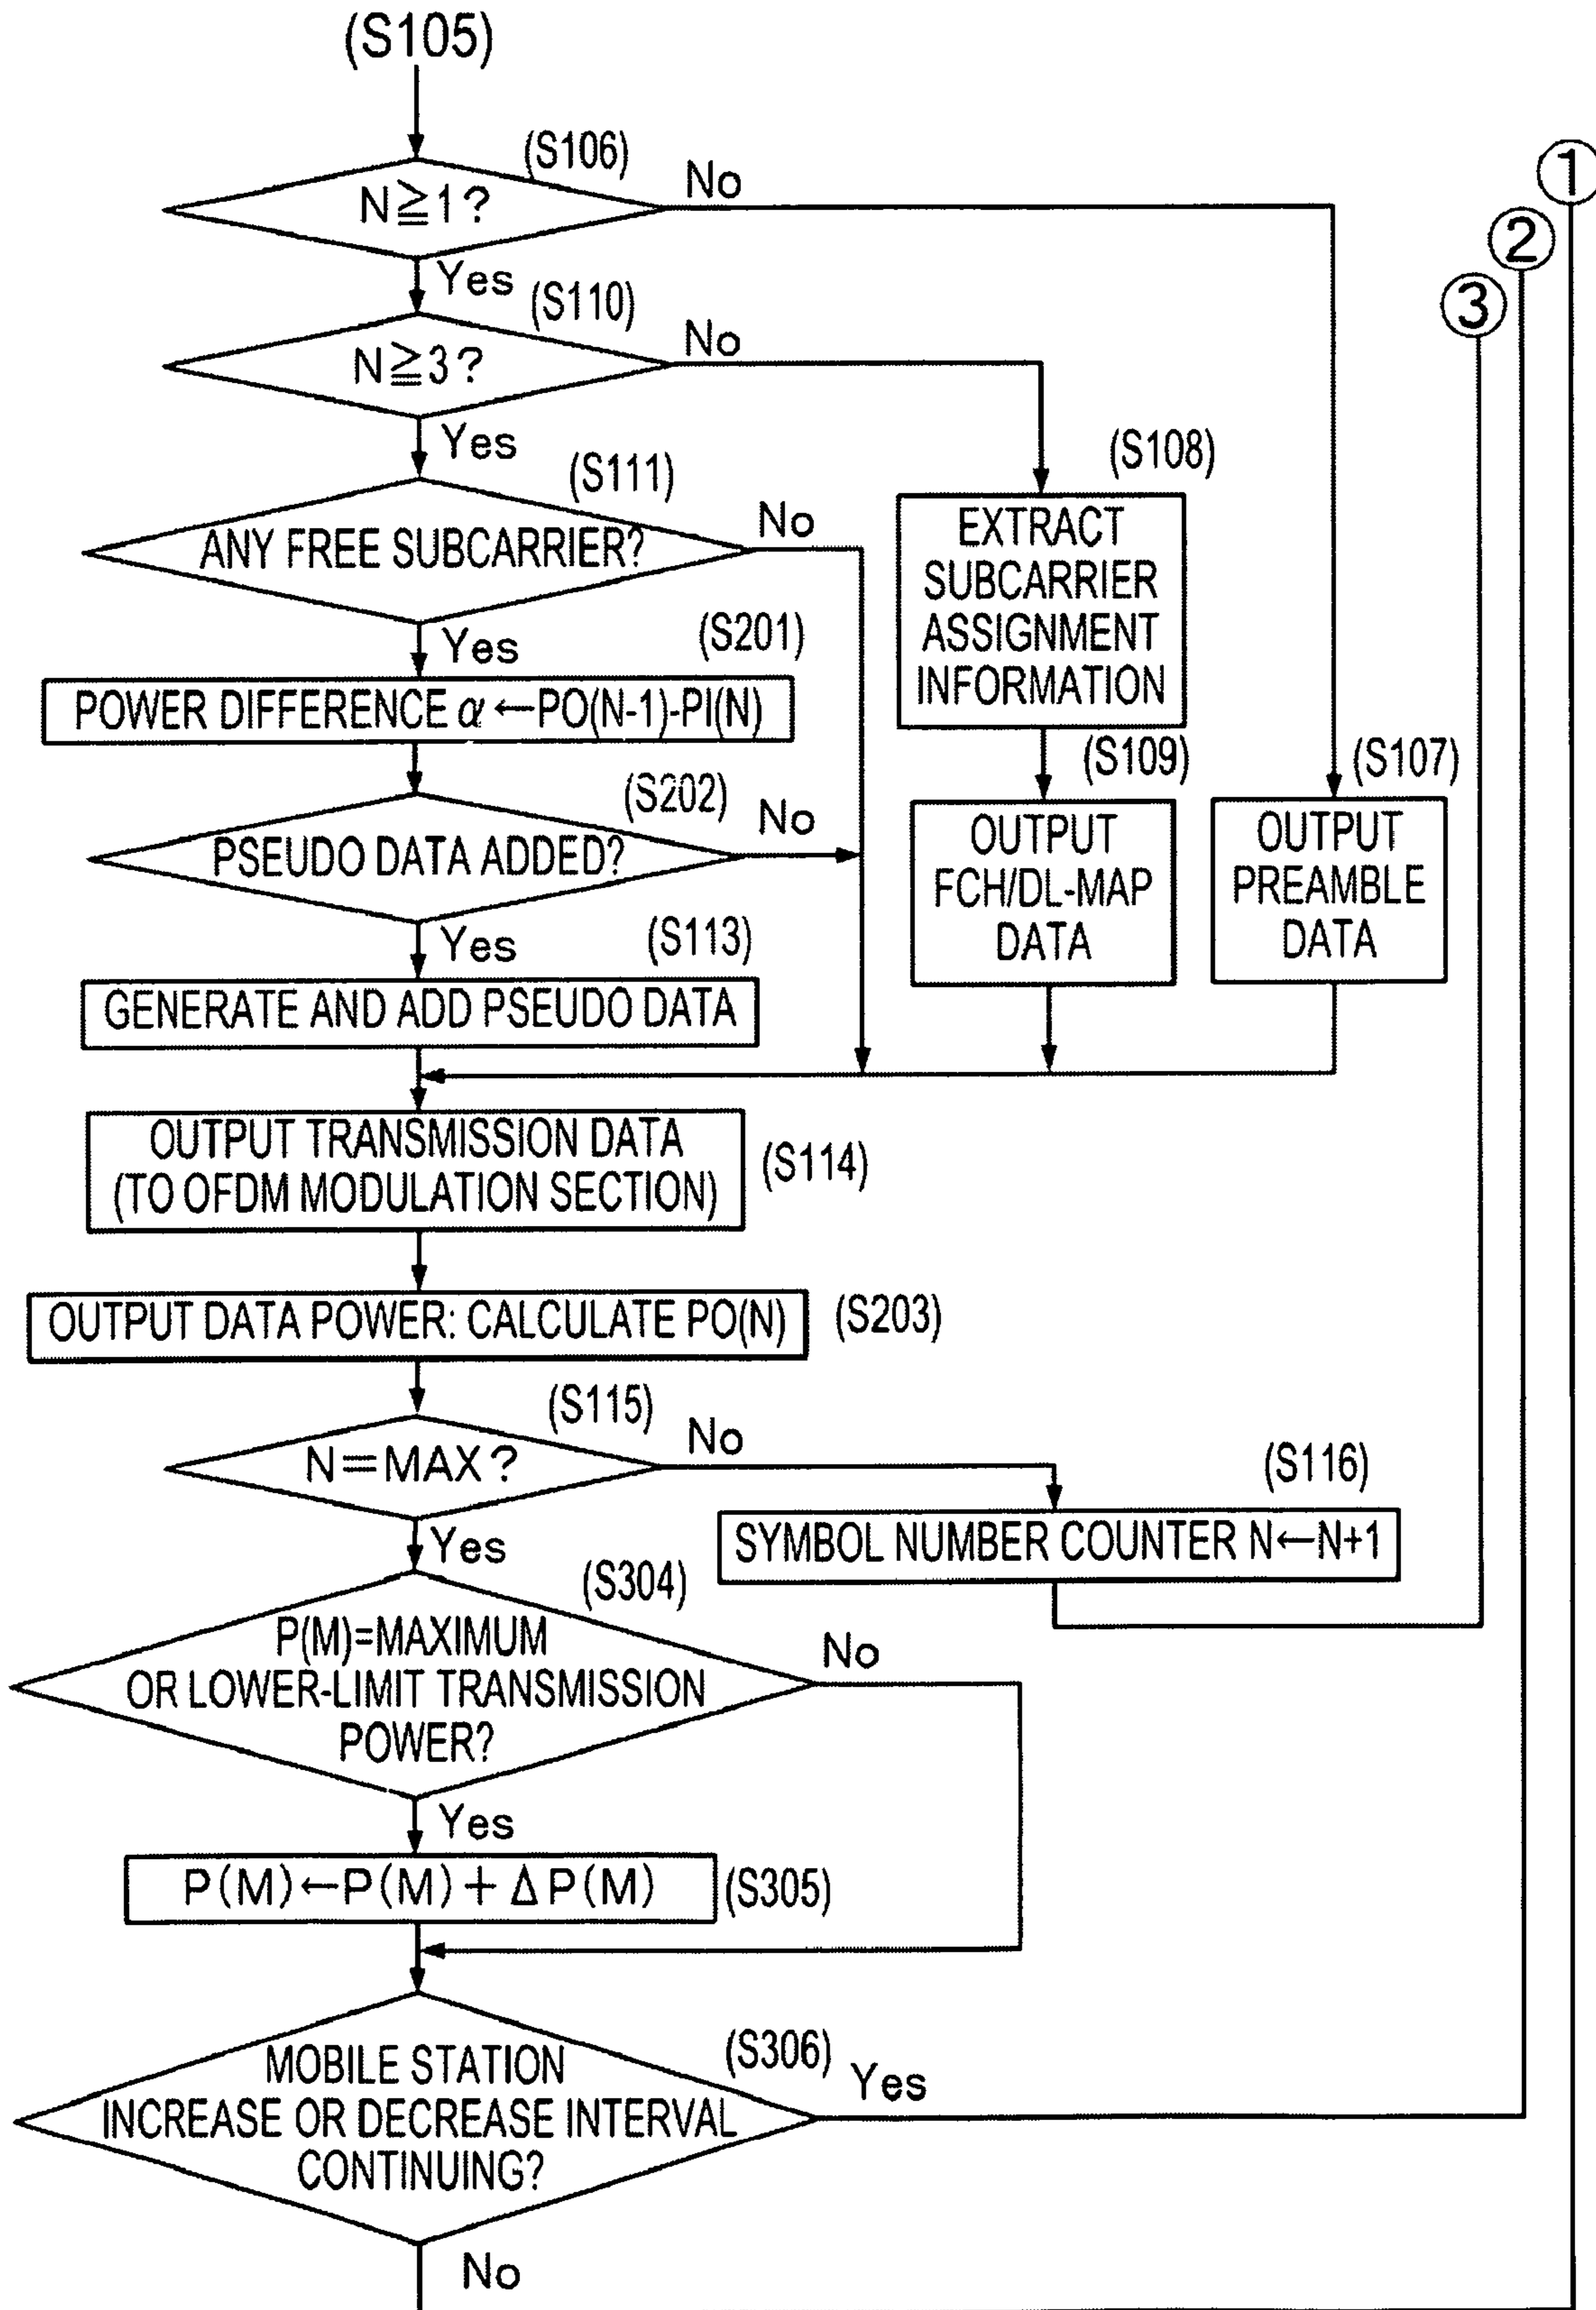 (S105)
(S106)
N≧1?
No
Yes
①
②
③
(S110)
N≧3?
No
Yes
(S111)
ANY FREE SUBCARRIER?
No
Yes
(S108)
EXTRACT
SUBCARRIER
ASSIGNMENT
INFORMATION
(S201)
POWER DIFFERENCE α←PO(N-1)-PI(N)
(S202)
PSEUDO DATA ADDED?
No
Yes
(S109)
OUTPUT
FCH/DL-MAP
DATA
(S107)
OUTPUT
PREAMBLE
DATA
(S113)
GENERATE AND ADD PSEUDO DATA
OUTPUT TRANSMISSION DATA
(TO OFDM MODULATION SECTION)
(S114)
OUTPUT DATA POWER: CALCULATE PO(N)
(S203)
(S115)
N=MAX?
No
Yes
(S116)
SYMBOL NUMBER COUNTER N←N+1
(S304)
P(M)=MAXIMUM
OR LOWER-LIMIT TRANSMISSION
POWER?
No
Yes
P(M)←P(M)+ΔP(M)
(S305)
(S306)
MOBILE STATION
INCREASE OR DECREASE INTERVAL
CONTINUING?
Yes
No